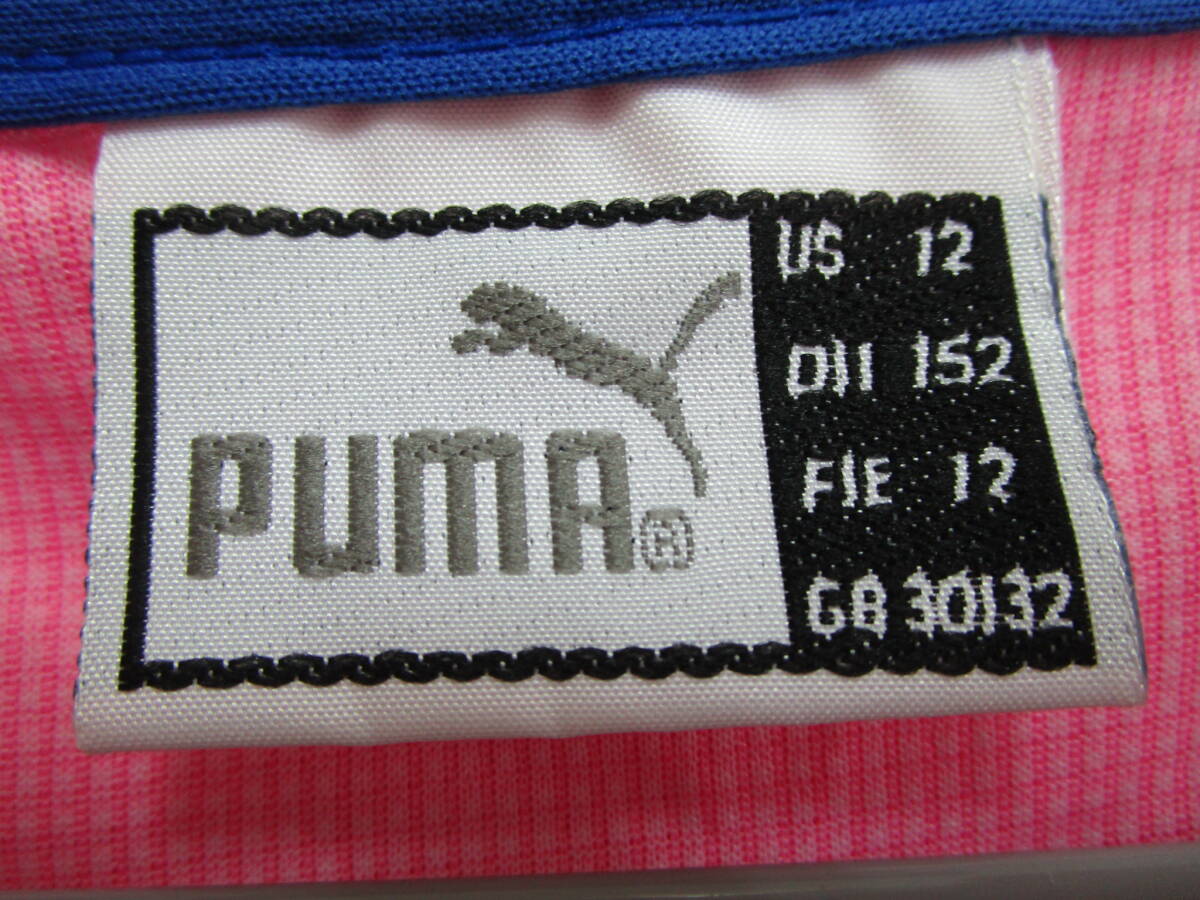 PUMA®
US 12
D|I 152
F|E 12
GB 30|32